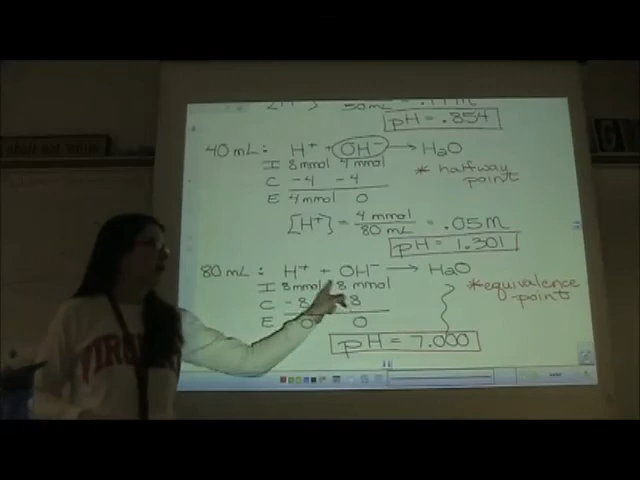 50mL
pH = .854
40 mL : H⁺ + OH⁻ → H₂O
I 8 mmol 4 mmol
* halfway point
C -4 -4
E 4 mmol 0
[H⁺] = 4 mmol / 80 mL = .05M
pH = 1.301
80 mL : H⁺ + OH⁻ → H₂O
I 8 mmol 8 mmol
* equivalence point
C -8 8
E 0 0
pH = 7.000